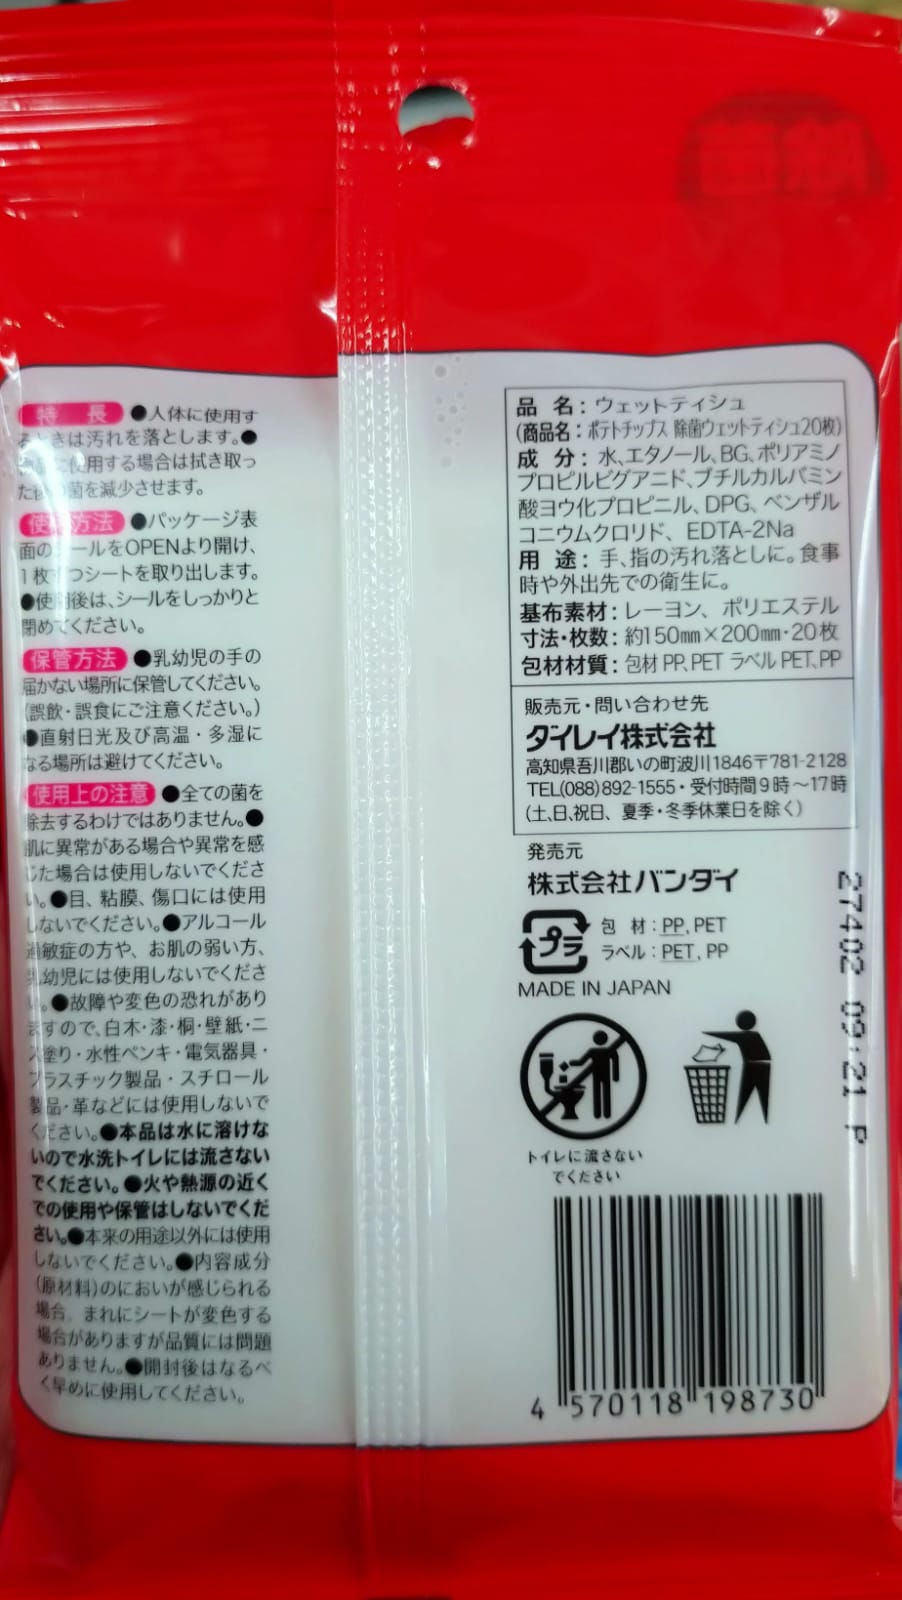 特 長 ●人体に使用す
るときは汚れを落とします。●
に使用する場合は拭き取っ
た後の菌を減少させます。
使用方法 ●パッケージ表
面のシールをOPENより開け、
1枚ずつシートを取り出します。
●使用後は、シールをしっかりと
閉めてください。
保管方法 ●乳幼児の手の
届かない場所に保管してください。
(誤飲・誤食にご注意ください。)
●直射日光及び高温・多湿に
なる場所は避けてください。
使用上の注意 ●全ての菌を
除去するわけではありません。●
肌に異常がある場合や異常を感
じた場合は使用しないでくださ
い。●目、粘膜、傷口には使用
しないでください。●アルコール
過敏症の方や、お肌の弱い方、
乳幼児には使用しないでくださ
い。●故障や変色の恐れがあり
ますので、白木・漆・桐・壁紙・ニ
ス塗り・水性ペンキ・電気器具・
プラスチック製品・スチロール
製品・革などには使用しないで
ください。●本品は水に溶けな
いので水洗トイレには流さない
でください。●火や熱源の近く
での使用や保管はしないでくだ
さい。●本来の用途以外には使用
しないでください。●内容成分
(原材料)のにおいが感じられる
場合、まれにシートが変色する
場合がありますが品質には問題
ありません。●開封後はなるべ
く早めに使用してください。
品 名：ウェットティシュ
(商品名：ポテトチップス 除菌ウェットティシュ20枚)
成 分：水、エタノール、BG、ポリアミノ
プロピルビグアニド、ブチルカルバミン
酸ヨウ化プロピニル、DPG、ベンザル
コニウムクロリド、EDTA-2Na
用 途：手、指の汚れ落としに。食事
時や外出先での衛生に。
基布素材：レーヨン、ポリエステル
寸法・枚数：約150mm×200mm・20枚
包材材質：包材 PP、PET ラベル PET、PP
販売元・問い合わせ先
ダイレイ株式会社
高知県吾川郡いの町波川1846〒781-2128
TEL(088)892-1555・受付時間9時～17時
(土、日、祝日、夏季・冬季休業日を除く)
発売元
株式会社バンダイ
プラ 包 材：PP, PET
ラベル：PET, PP
MADE IN JAPAN
トイレに流さない
でください
4 570118 198730
27402 09:21 P